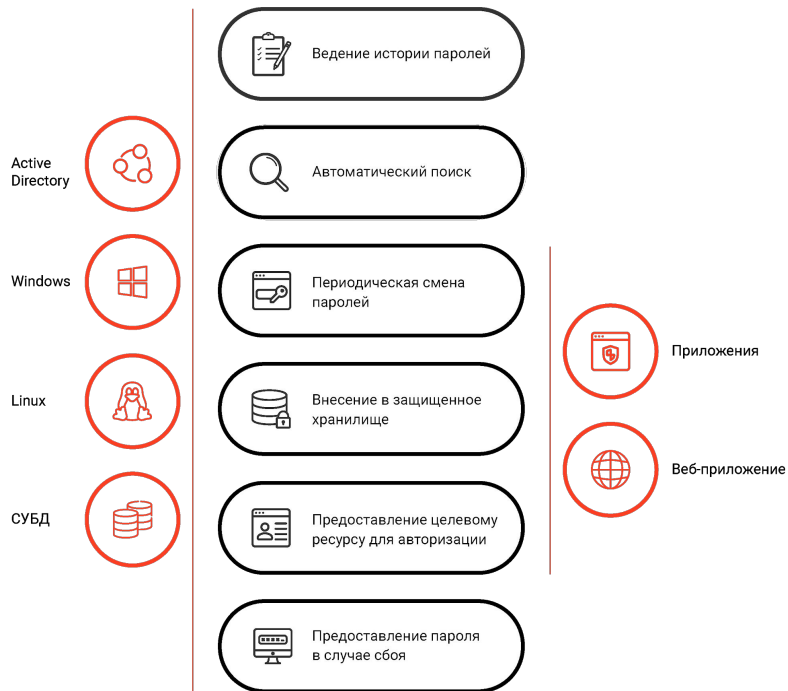 Ведение истории паролей
Active
Directory
Автоматический поиск
Windows
Периодическая смена
паролей
Приложения
Linux
Внесение в защищенное
хранилище
Веб-приложение
СУБД
Предоставление целевому
ресурсу для авторизации
Предоставление пароля
в случае сбоя